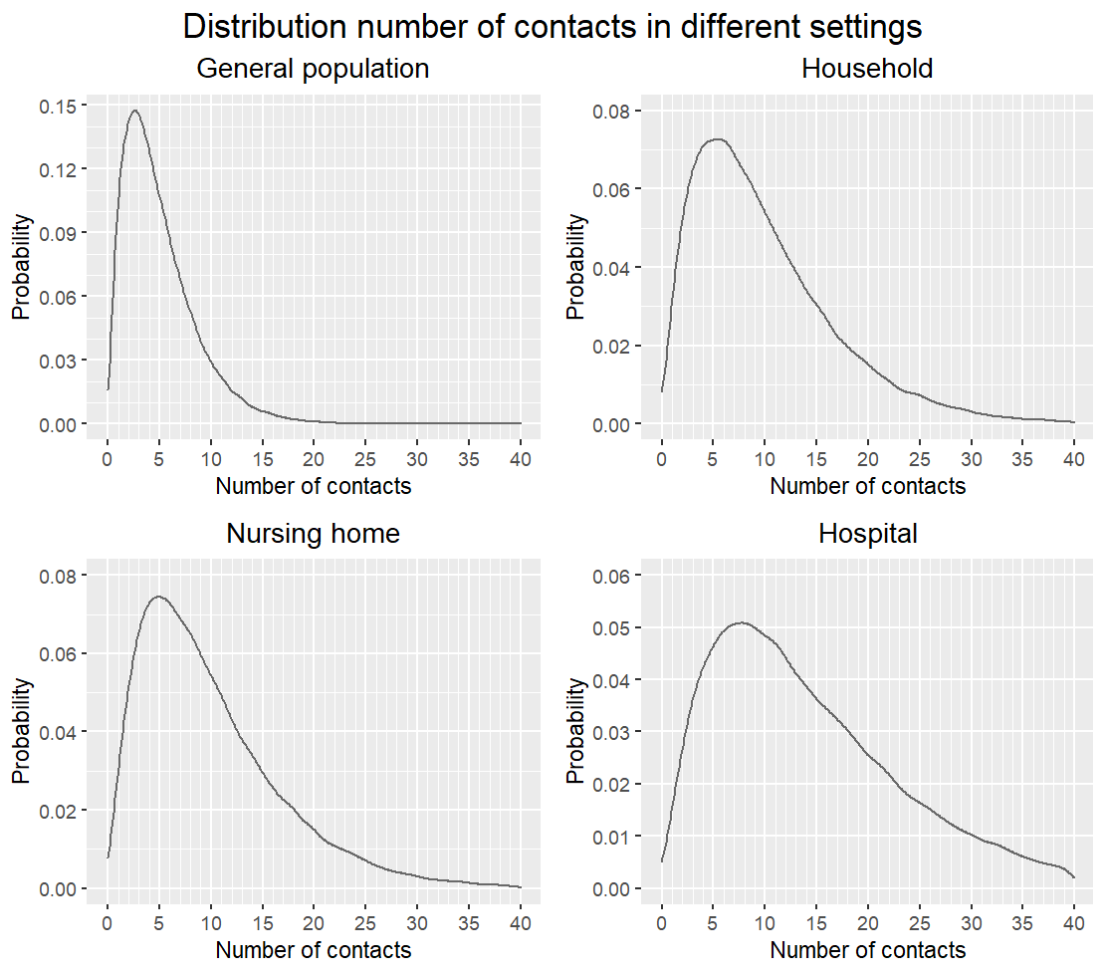 Distribution number of contacts in different settings
General population
Household
0.15
0.12
0.09
0.06
0.03
0.00
Probability
0 5 10 15 20 25 30 35 40
Number of contacts
0.08
0.06
0.04
0.02
0.00
Probability
0 5 10 15 20 25 30 35 40
Number of contacts
Nursing home
Hospital
0.08
0.06
0.04
0.02
0.00
Probability
0 5 10 15 20 25 30 35 40
Number of contacts
0.06
0.05
0.04
0.03
0.02
0.01
0.00
Probability
0 5 10 15 20 25 30 35 40
Number of contacts